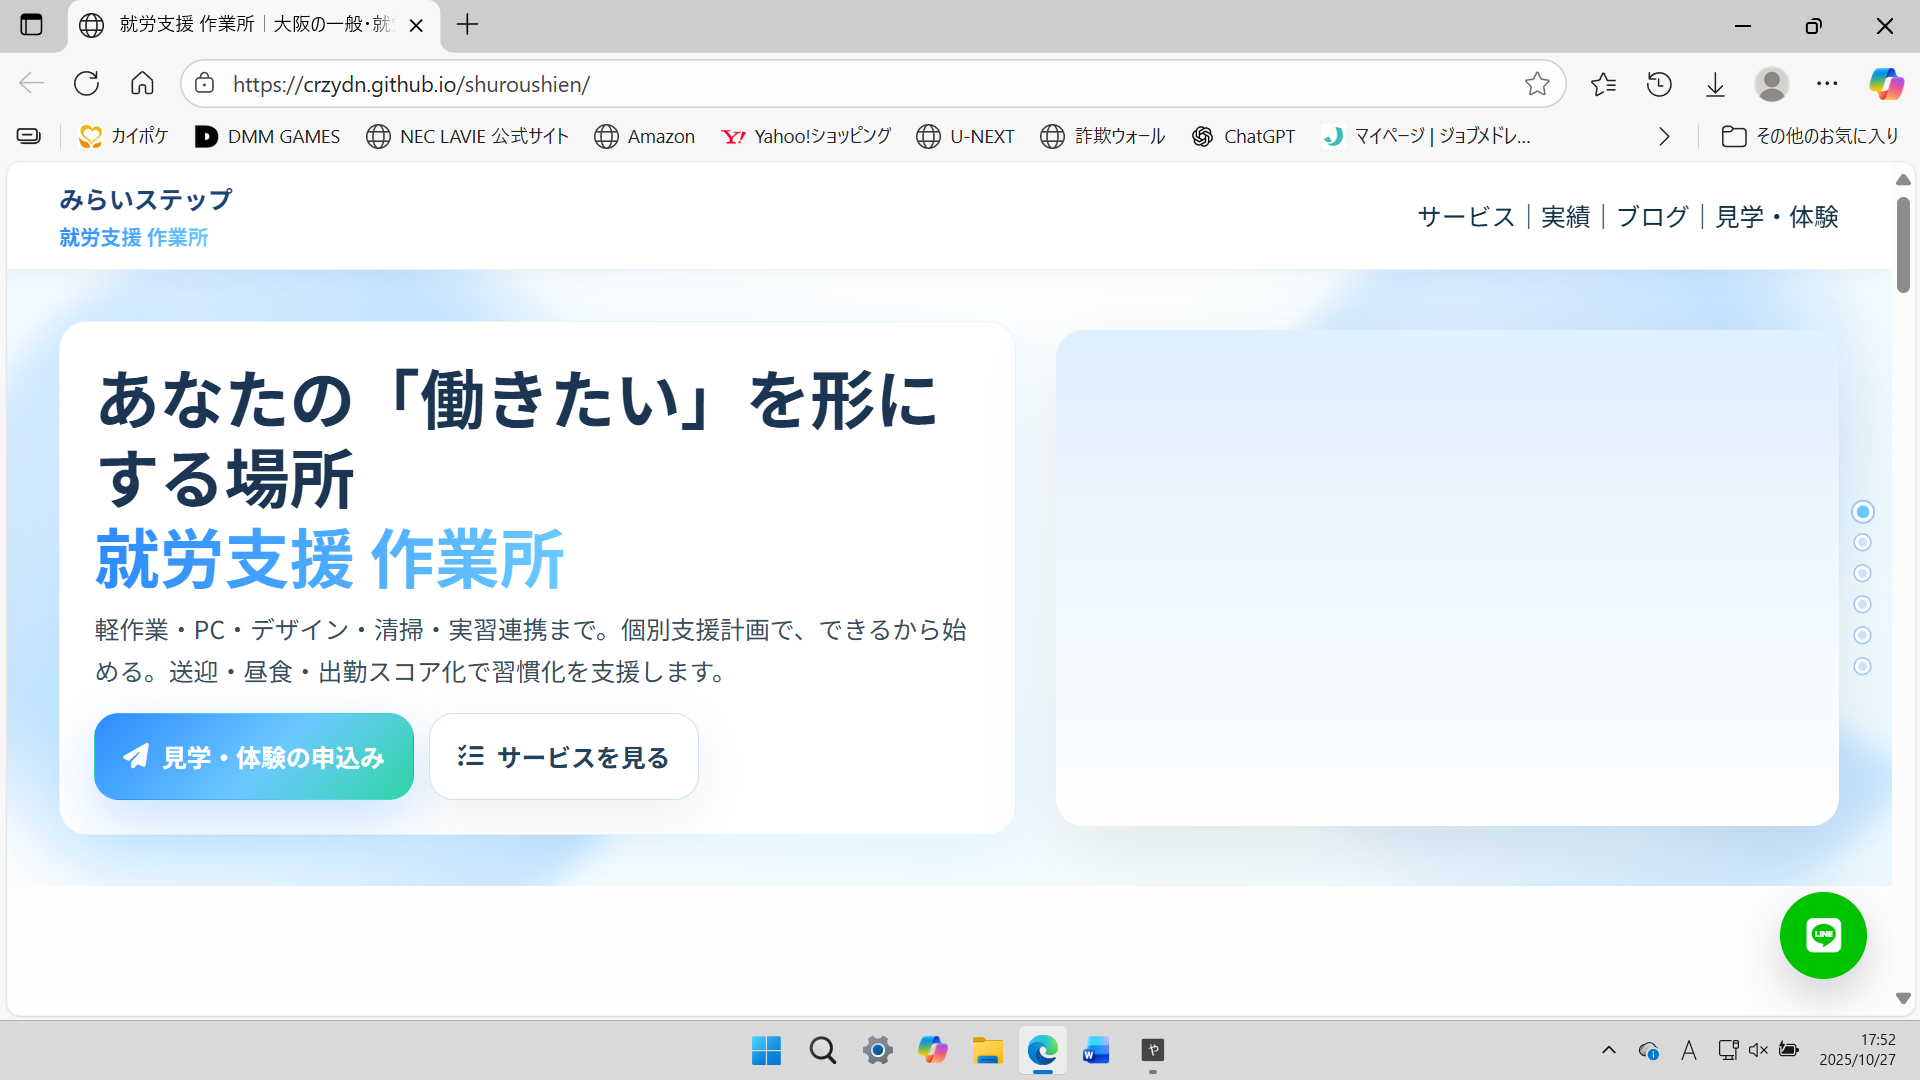 就労支援 作業所｜大阪の一般・就
https://crzydn.github.io/shuroushien/
カイポケ
DMM GAMES
NEC LAVIE 公式サイト
Amazon
Yahoo!ショッピング
U-NEXT
詐欺ウォール
ChatGPT
マイページ | ジョブメドレ...
その他のお気に入り
みらいステップ
就労支援 作業所
サービス｜実績｜ブログ｜見学・体験
あなたの「働きたい」を形に
する場所
就労支援 作業所
軽作業・PC・デザイン・清掃・実習連携まで。個別支援計画で、できるから始
める。送迎・昼食・出勤スコア化で習慣化を支援します。
見学・体験の申込み
サービスを見る
LINE
や
A
17:52
2025/10/27